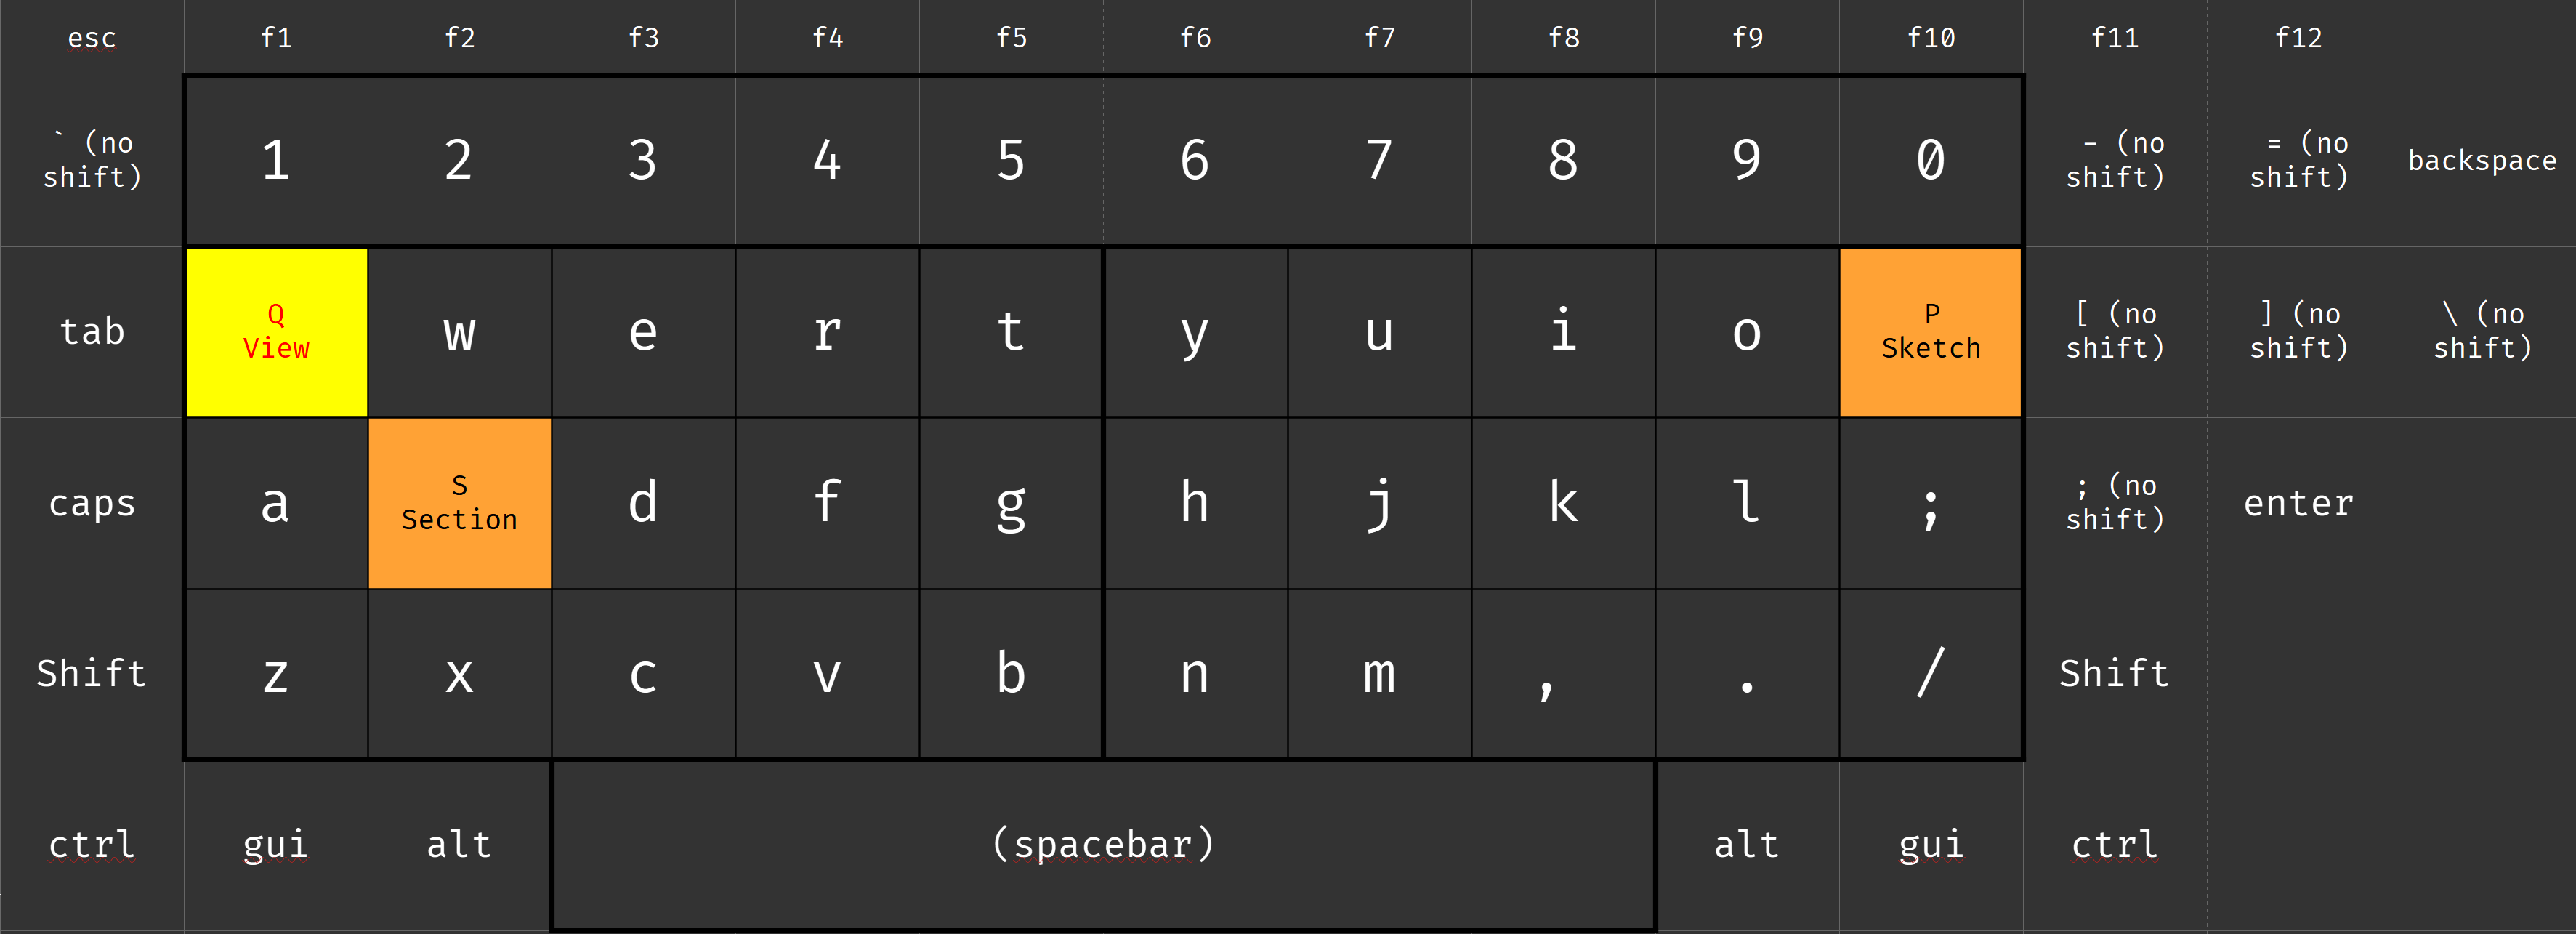 esc f1 f2 f3 f4 f5 f6 f7 f8 f9 f10 f11 f12
` (no shift) 1 2 3 4 5 6 7 8 9 0 - (no shift) = (no shift) backspace
tab Q View w e r t y u i o P Sketch [ (no shift) ] (no shift) \ (no shift)
caps a S Section d f g h j k l ; ; (no shift) enter
Shift z x c v b n m , . / Shift
ctrl gui alt (spacebar) alt gui ctrl